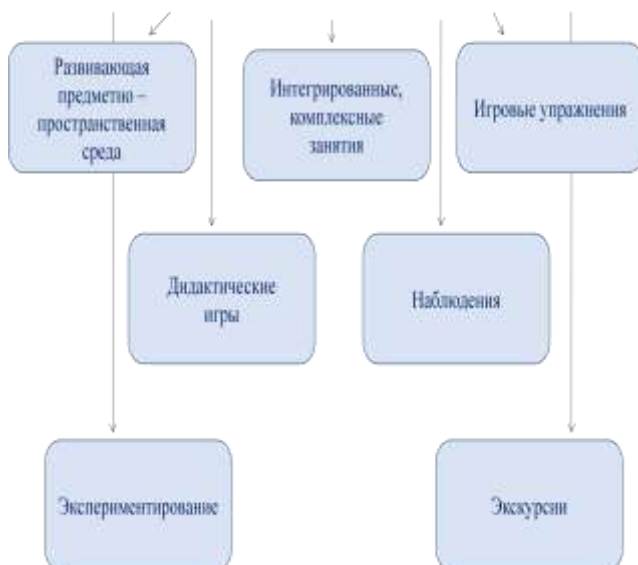 Развивающая
предметно –
пространственная
среда
Интегрированные,
комплексные
занятия
Игровые упражнения
Дидактические
игры
Наблюдения
Экспериментирование
Экскурсии